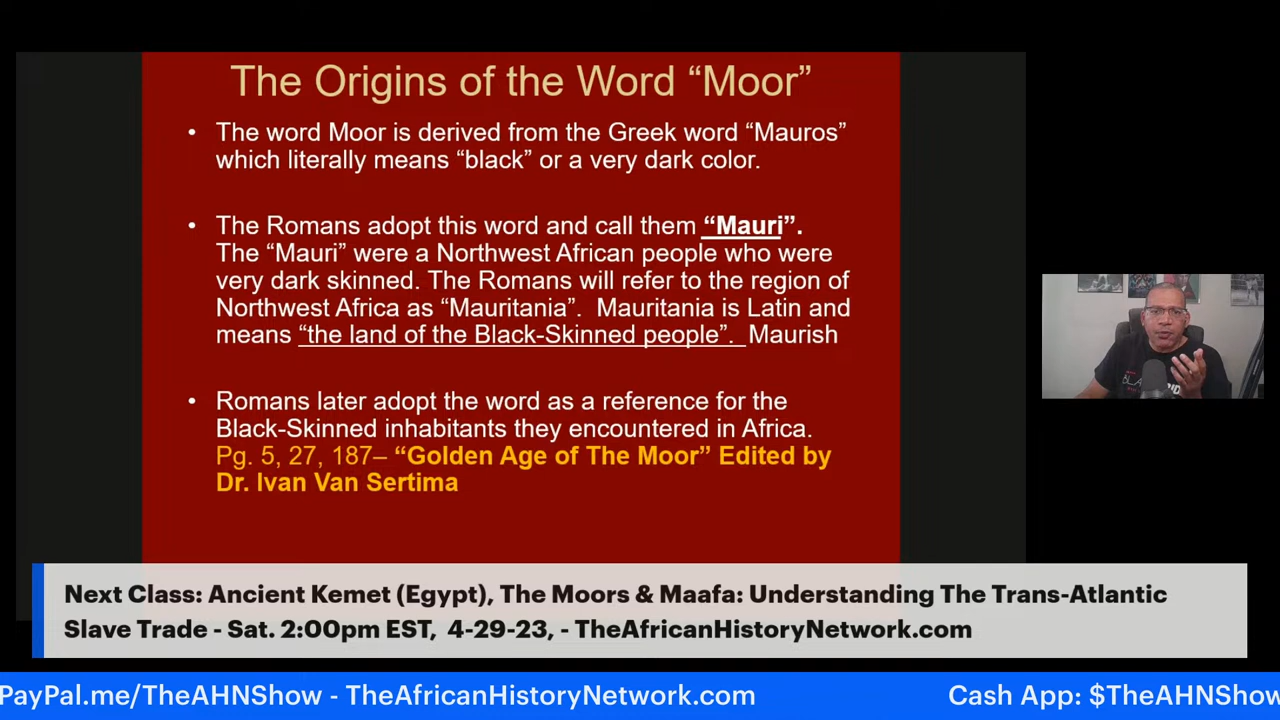 The Origins of the Word “Moor”
• The word Moor is derived from the Greek word “Mauros”
which literally means “black” or a very dark color.
• The Romans adopt this word and call them “Mauri”.
The “Mauri” were a Northwest African people who were
very dark skinned. The Romans will refer to the region of
Northwest Africa as “Mauritania”. Mauritania is Latin and
means “the land of the Black-Skinned people”. Maurish
• Romans later adopt the word as a reference for the
Black-Skinned inhabitants they encountered in Africa.
Pg. 5, 27, 187– “Golden Age of The Moor” Edited by
Dr. Ivan Van Sertima
Next Class: Ancient Kemet (Egypt), The Moors & Maafa: Understanding The Trans-Atlantic
Slave Trade - Sat. 2:00pm EST, 4-29-23, - TheAfricanHistoryNetwork.com
PayPal.me/TheAHNShow - TheAfricanHistoryNetwork.com Cash App: $TheAHNShow